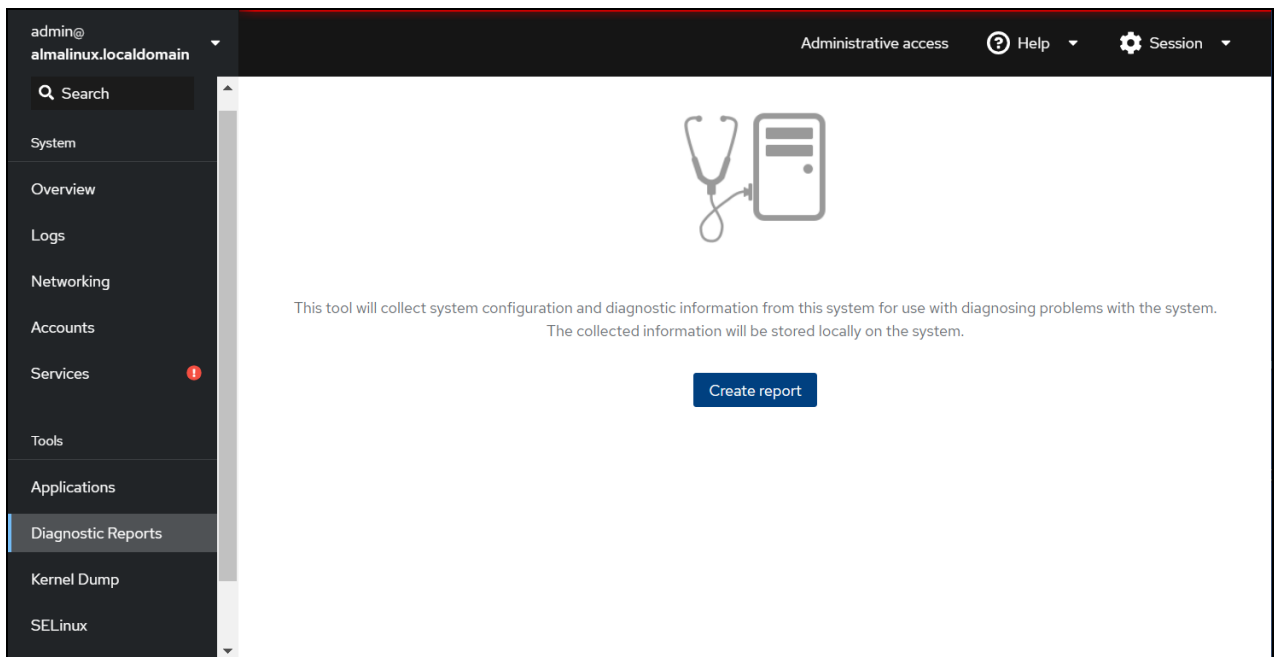 admin@
almalinux.localdomain
Administrative access
Help
Session
Search
System
Overview
Logs
Networking
Accounts
Services
Tools
Applications
Diagnostic Reports
Kernel Dump
SELinux
This tool will collect system configuration and diagnostic information from this system for use with diagnosing problems with the system.
The collected information will be stored locally on the system.
Create report